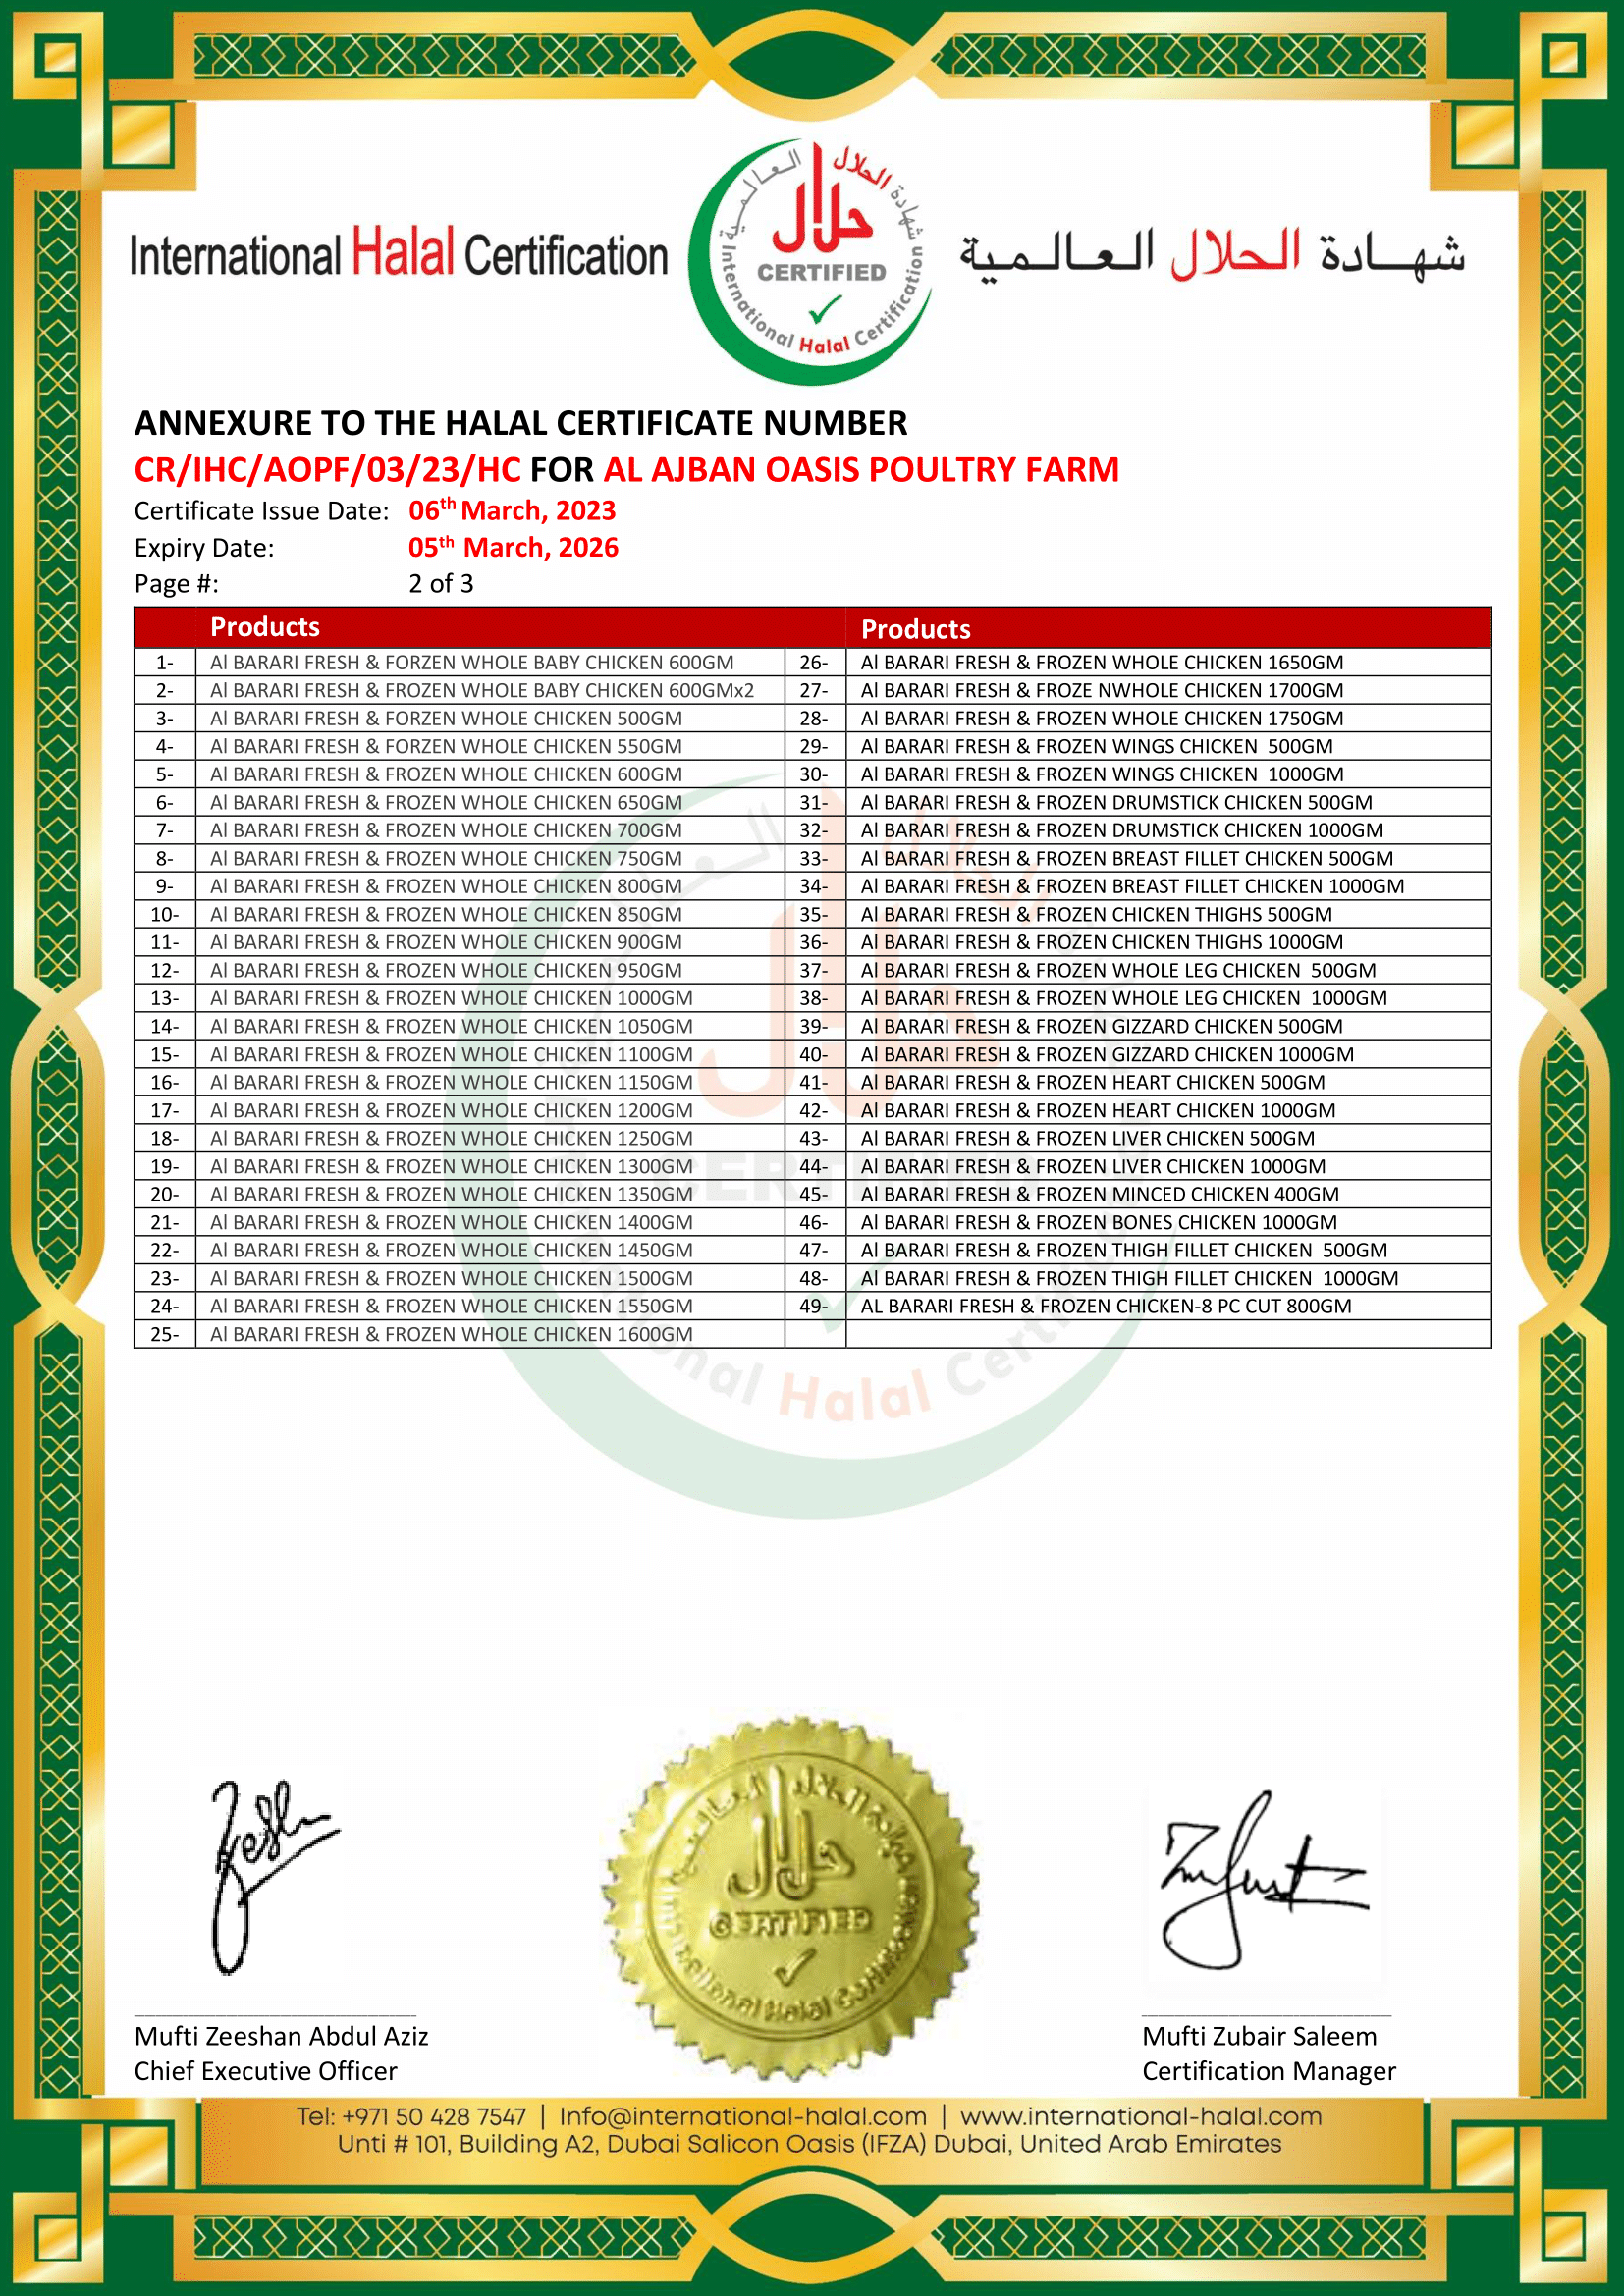 International Halal Certification
العالمية شهادة الحلال
حلال
CERTIFIED
International Halal Certification
شهادة الحلال العالمية
ANNEXURE TO THE HALAL CERTIFICATE NUMBER
CR/IHC/AOPF/03/23/HC FOR AL AJBAN OASIS POULTRY FARM
Certificate Issue Date: 06th March, 2023
Expiry Date: 05th March, 2026
Page #: 2 of 3
Products Products
1- Al BARARI FRESH & FORZEN WHOLE BABY CHICKEN 600GM 26- Al BARARI FRESH & FROZEN WHOLE CHICKEN 1650GM
2- Al BARARI FRESH & FROZEN WHOLE BABY CHICKEN 600GMx2 27- Al BARARI FRESH & FROZE NWHOLE CHICKEN 1700GM
3- Al BARARI FRESH & FORZEN WHOLE CHICKEN 500GM 28- Al BARARI FRESH & FROZEN WHOLE CHICKEN 1750GM
4- Al BARARI FRESH & FORZEN WHOLE CHICKEN 550GM 29- Al BARARI FRESH & FROZEN WINGS CHICKEN 500GM
5- Al BARARI FRESH & FROZEN WHOLE CHICKEN 600GM 30- Al BARARI FRESH & FROZEN WINGS CHICKEN 1000GM
6- Al BARARI FRESH & FROZEN WHOLE CHICKEN 650GM 31- Al BARARI FRESH & FROZEN DRUMSTICK CHICKEN 500GM
7- Al BARARI FRESH & FROZEN WHOLE CHICKEN 700GM 32- Al BARARI FRESH & FROZEN DRUMSTICK CHICKEN 1000GM
8- Al BARARI FRESH & FROZEN WHOLE CHICKEN 750GM 33- Al BARARI FRESH & FROZEN BREAST FILLET CHICKEN 500GM
9- Al BARARI FRESH & FROZEN WHOLE CHICKEN 800GM 34- Al BARARI FRESH & FROZEN BREAST FILLET CHICKEN 1000GM
10- Al BARARI FRESH & FROZEN WHOLE CHICKEN 850GM 35- Al BARARI FRESH & FROZEN CHICKEN THIGHS 500GM
11- Al BARARI FRESH & FROZEN WHOLE CHICKEN 900GM 36- Al BARARI FRESH & FROZEN CHICKEN THIGHS 1000GM
12- Al BARARI FRESH & FROZEN WHOLE CHICKEN 950GM 37- Al BARARI FRESH & FROZEN WHOLE LEG CHICKEN 500GM
13- Al BARARI FRESH & FROZEN WHOLE CHICKEN 1000GM 38- Al BARARI FRESH & FROZEN WHOLE LEG CHICKEN 1000GM
14- Al BARARI FRESH & FROZEN WHOLE CHICKEN 1050GM 39- Al BARARI FRESH & FROZEN GIZZARD CHICKEN 500GM
15- Al BARARI FRESH & FROZEN WHOLE CHICKEN 1100GM 40- Al BARARI FRESH & FROZEN GIZZARD CHICKEN 1000GM
16- Al BARARI FRESH & FROZEN WHOLE CHICKEN 1150GM 41- Al BARARI FRESH & FROZEN HEART CHICKEN 500GM
17- Al BARARI FRESH & FROZEN WHOLE CHICKEN 1200GM 42- Al BARARI FRESH & FROZEN HEART CHICKEN 1000GM
18- Al BARARI FRESH & FROZEN WHOLE CHICKEN 1250GM 43- Al BARARI FRESH & FROZEN LIVER CHICKEN 500GM
19- Al BARARI FRESH & FROZEN WHOLE CHICKEN 1300GM 44- Al BARARI FRESH & FROZEN LIVER CHICKEN 1000GM
20- Al BARARI FRESH & FROZEN WHOLE CHICKEN 1350GM 45- Al BARARI FRESH & FROZEN MINCED CHICKEN 400GM
21- Al BARARI FRESH & FROZEN WHOLE CHICKEN 1400GM 46- Al BARARI FRESH & FROZEN BONES CHICKEN 1000GM
22- Al BARARI FRESH & FROZEN WHOLE CHICKEN 1450GM 47- Al BARARI FRESH & FROZEN THIGH FILLET CHICKEN 500GM
23- Al BARARI FRESH & FROZEN WHOLE CHICKEN 1500GM 48- Al BARARI FRESH & FROZEN THIGH FILLET CHICKEN 1000GM
24- Al BARARI FRESH & FROZEN WHOLE CHICKEN 1550GM 49- AL BARARI FRESH & FROZEN CHICKEN-8 PC CUT 800GM
25- Al BARARI FRESH & FROZEN WHOLE CHICKEN 1600GM
حلال
CERTIFIED
Mufti Zeeshan Abdul Aziz Mufti Zubair Saleem
Chief Executive Officer Certification Manager
Tel: +971 50 428 7547 | Info@international-halal.com | www.international-halal.com
Unti # 101, Building A2, Dubai Salicon Oasis (IFZA) Dubai, United Arab Emirates